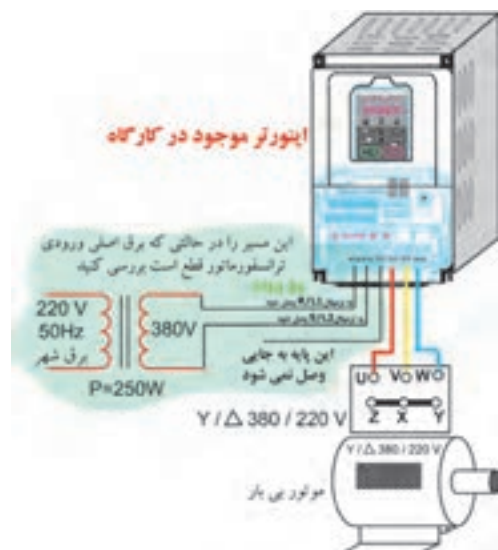 اینورتر موجود در کارگاه
این مسیر را در حالتی که برق اصلی ورودی
ترانسفورماتور قطع است بررسی کنید
220 V
50Hz
برق شهر
380V
P=250W
این پایه به جایی
وصل نمی شود
U V W
Z X Y
Y / △ 380 / 220 V
Y / △ 380 / 220 V
موتور بی بار